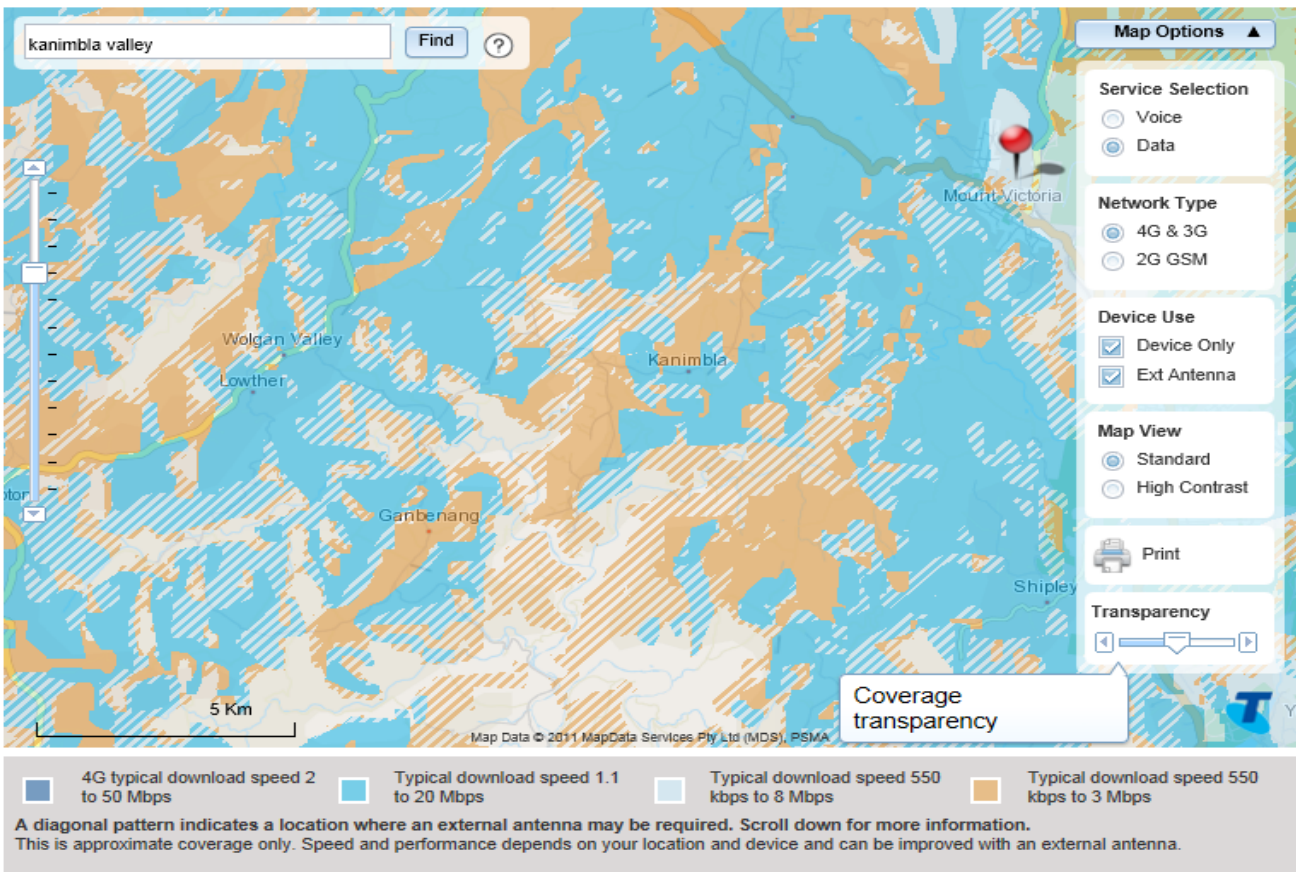 kanimbla valley
Find
?
Map Options ▲
Service Selection
Voice
Data
Network Type
4G & 3G
2G GSM
Device Use
Device Only
Ext Antenna
Map View
Standard
High Contrast
Print
Transparency
Mount Victoria
Wolgan Valley
Kanimbla
Lowther
Ganbenang
Shipley
5 Km
Coverage
transparency
T
Map Data © 2011 MapData Services Pty Ltd (MDS), PSMA
4G typical download speed 2
to 50 Mbps
Typical download speed 1.1
to 20 Mbps
Typical download speed 550
kbps to 8 Mbps
Typical download speed 550
kbps to 3 Mbps
A diagonal pattern indicates a location where an external antenna may be required. Scroll down for more information.
This is approximate coverage only. Speed and performance depends on your location and device and can be improved with an external antenna.